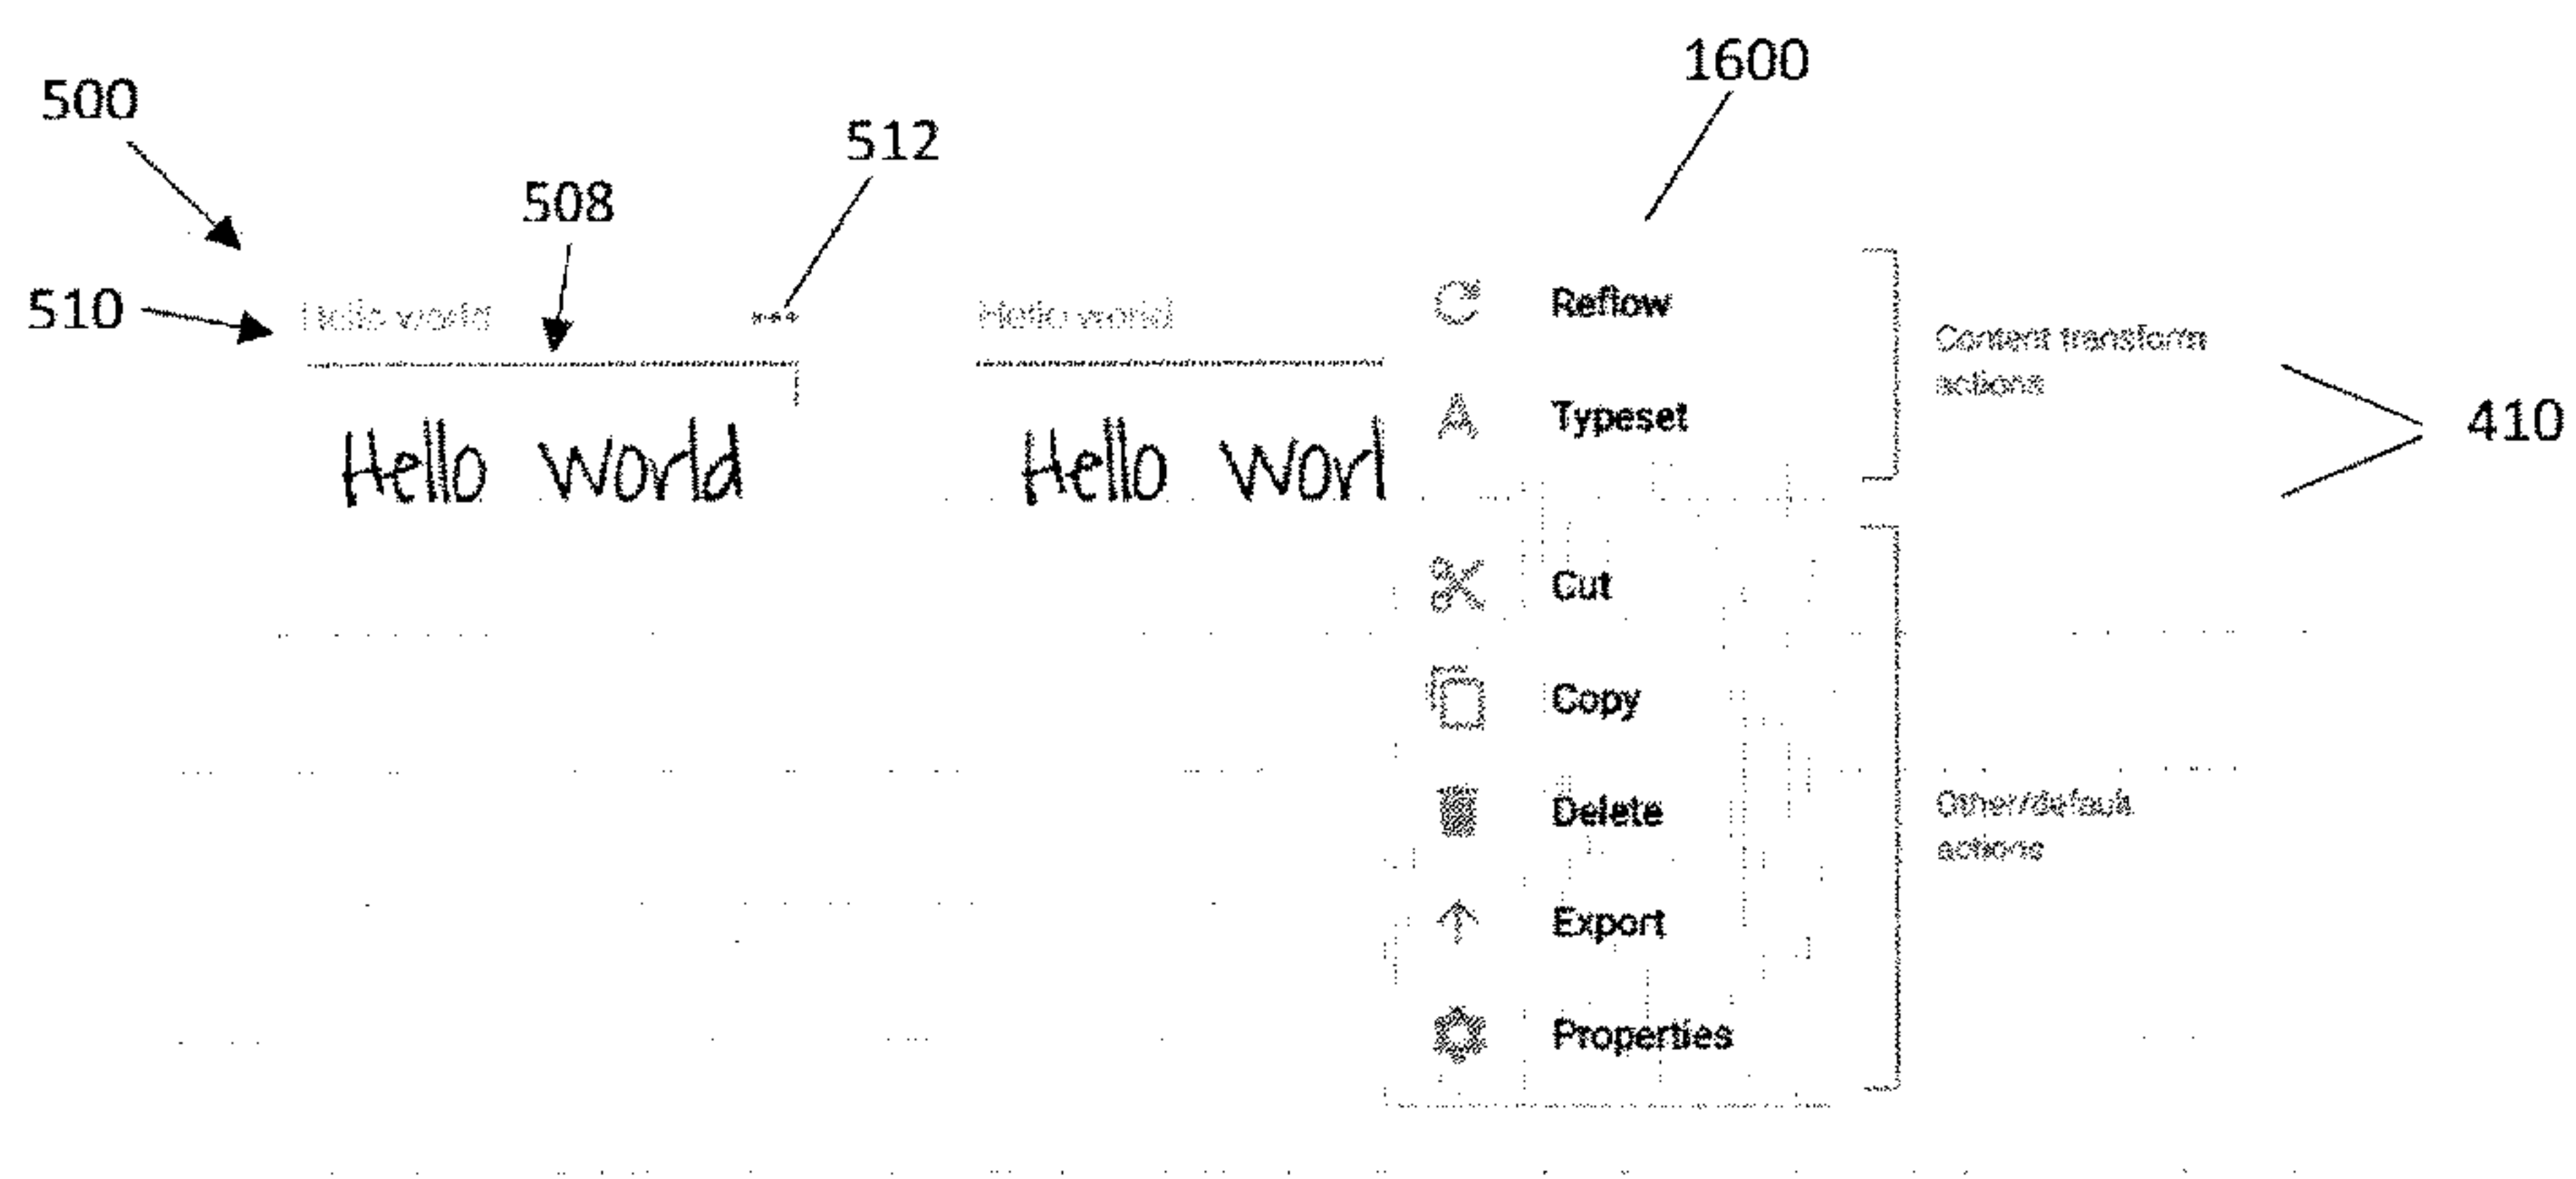 1600
500
512
508
510
Hello world
...
Hello world
Reflow
Content transform
actions
Typeset
410
Hello World
Hello Worl
Cut
Copy
Delete
Other/default
actions
Export
Properties